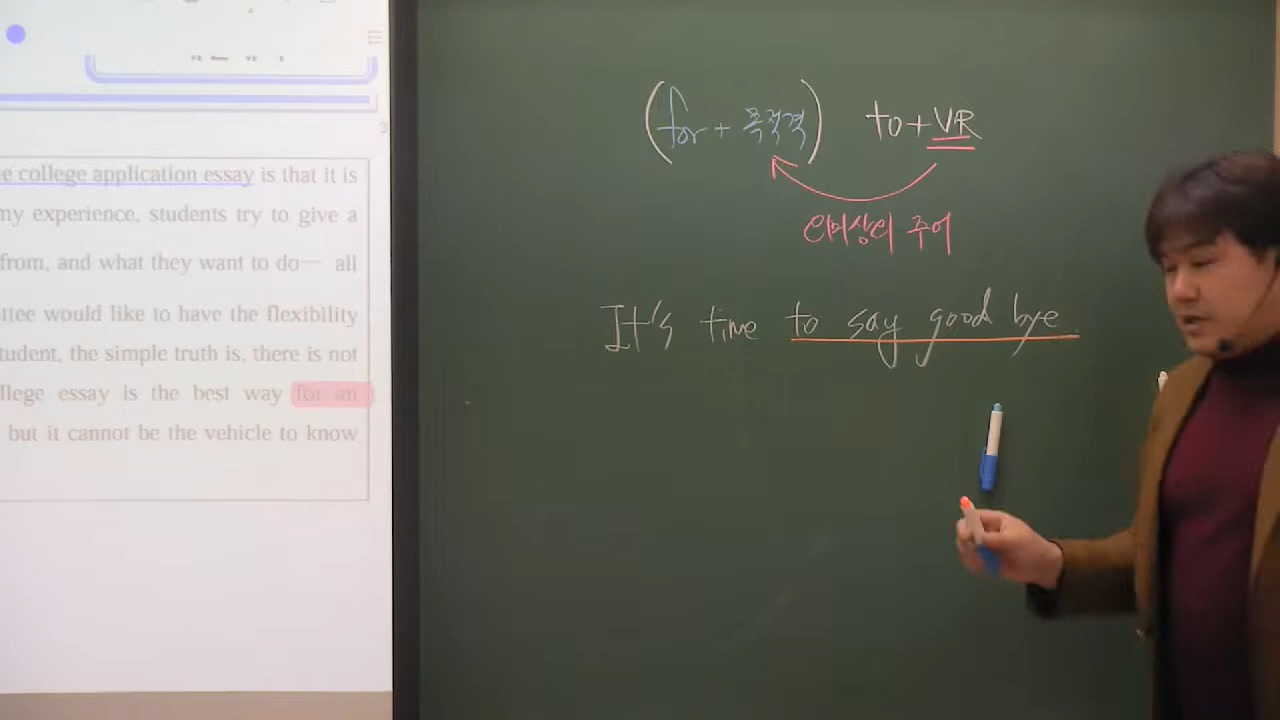 e college application essay is that it is
my experience, students try to give a
from, and what they want to do— all
ttee would like to have the flexibility
tudent, the simple truth is, there is not
llege essay is the best way for an
but it cannot be the vehicle to know
(for + 목적격) to + VR
의미상의 주어
It's time to say good bye.